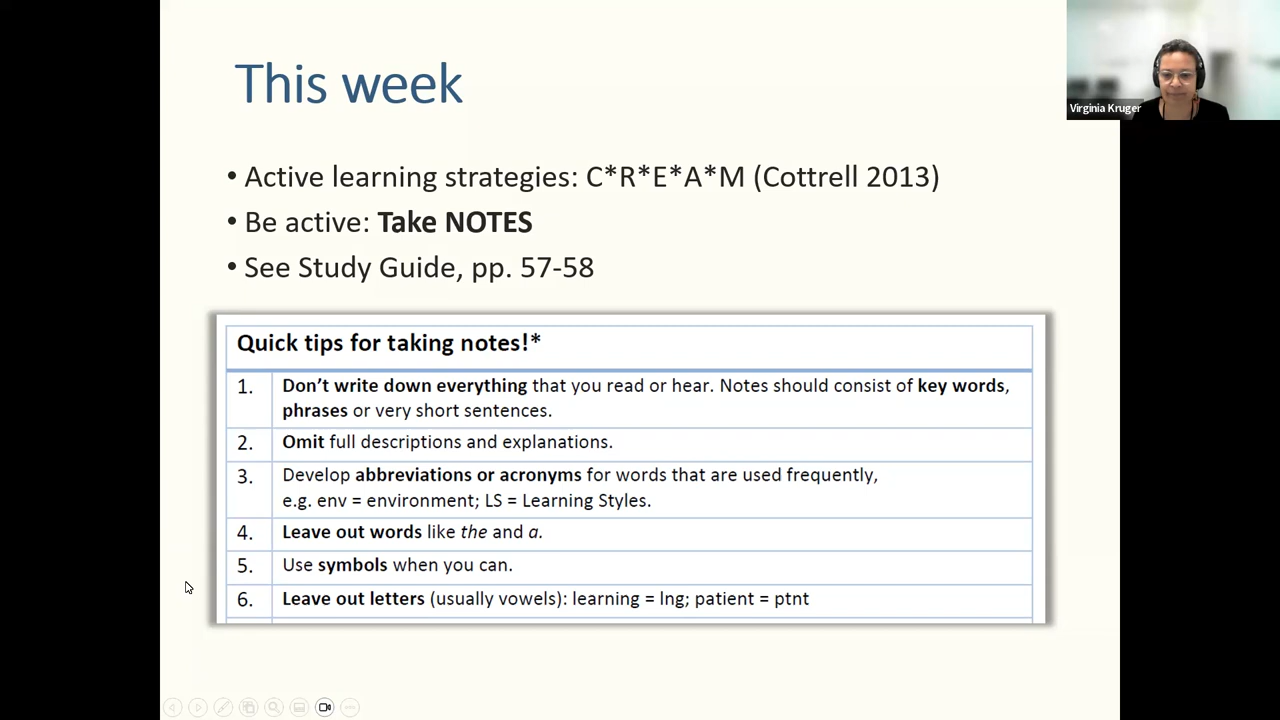 This week
Virginia Kruger
• Active learning strategies: C*R*E*A*M (Cottrell 2013)
• Be active: Take NOTES
• See Study Guide, pp. 57-58
Quick tips for taking notes!*
1. Don’t write down everything that you read or hear. Notes should consist of key words,
phrases or very short sentences.
2. Omit full descriptions and explanations.
3. Develop abbreviations or acronyms for words that are used frequently,
e.g. env = environment; LS = Learning Styles.
4. Leave out words like the and a.
5. Use symbols when you can.
6. Leave out letters (usually vowels): learning = lng; patient = ptnt